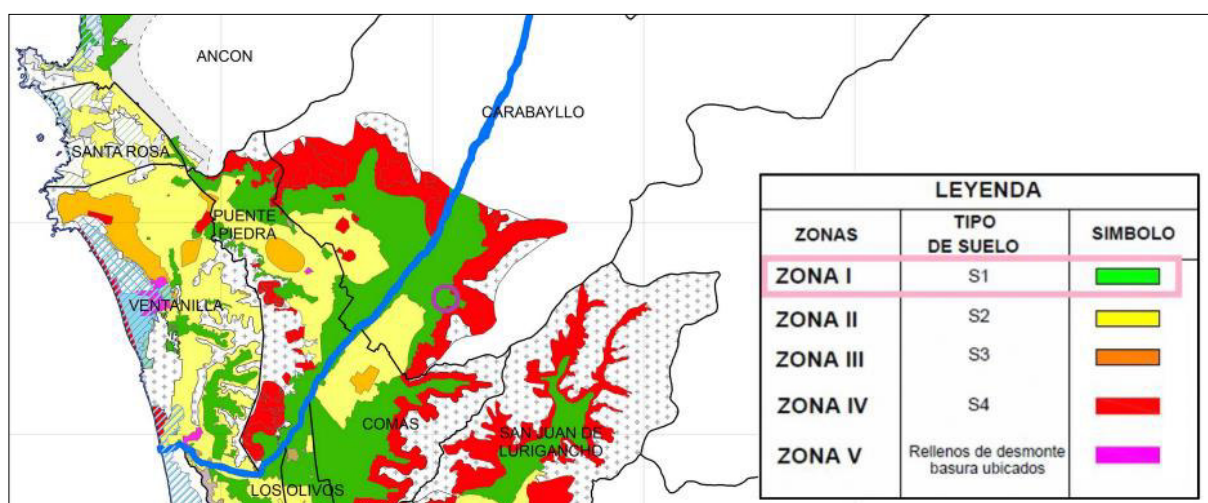 ANCON
CARABAYLLO
SANTA ROSA
PUENTE
PIEDRA
VENTANILLA
COMAS
SAN JUAN DE
LURIGANCHO
LOS OLIVOS
LEYENDA
ZONAS TIPO DE SUELO SIMBOLO
ZONA I S1
ZONA II S2
ZONA III S3
ZONA IV S4
ZONA V Rellenos de desmonte
basura ubicados